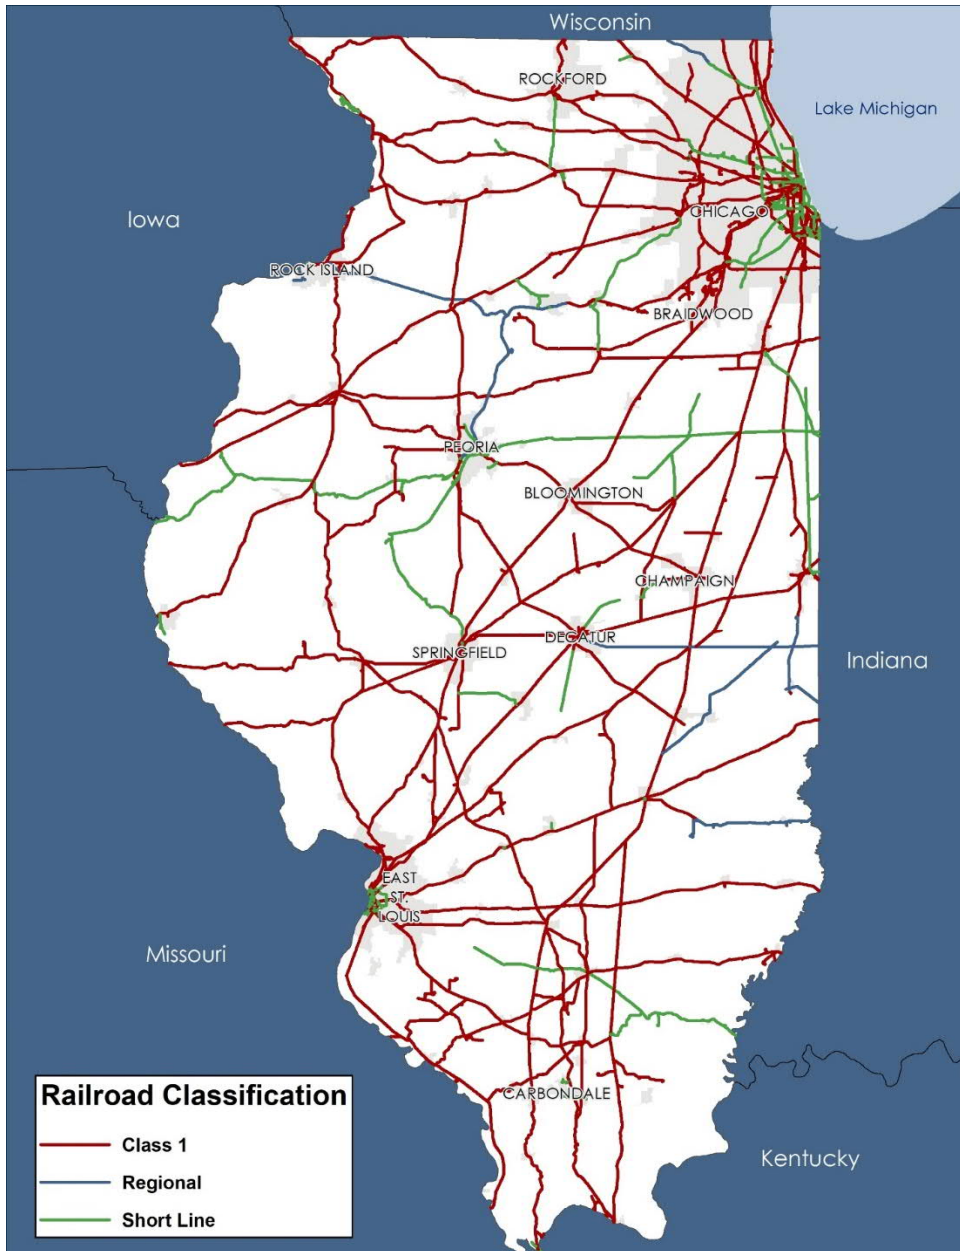 Wisconsin
ROCKFORD
Lake Michigan
Iowa
CHICAGO
ROCK ISLAND
BRAIDWOOD
PEORIA
BLOOMINGTON
CHAMPAIGN
DECATUR
SPRINGFIELD
Indiana
EAST
ST.
LOUIS
Missouri
CARBONDALE
Kentucky
Railroad Classification
Class 1
Regional
Short Line